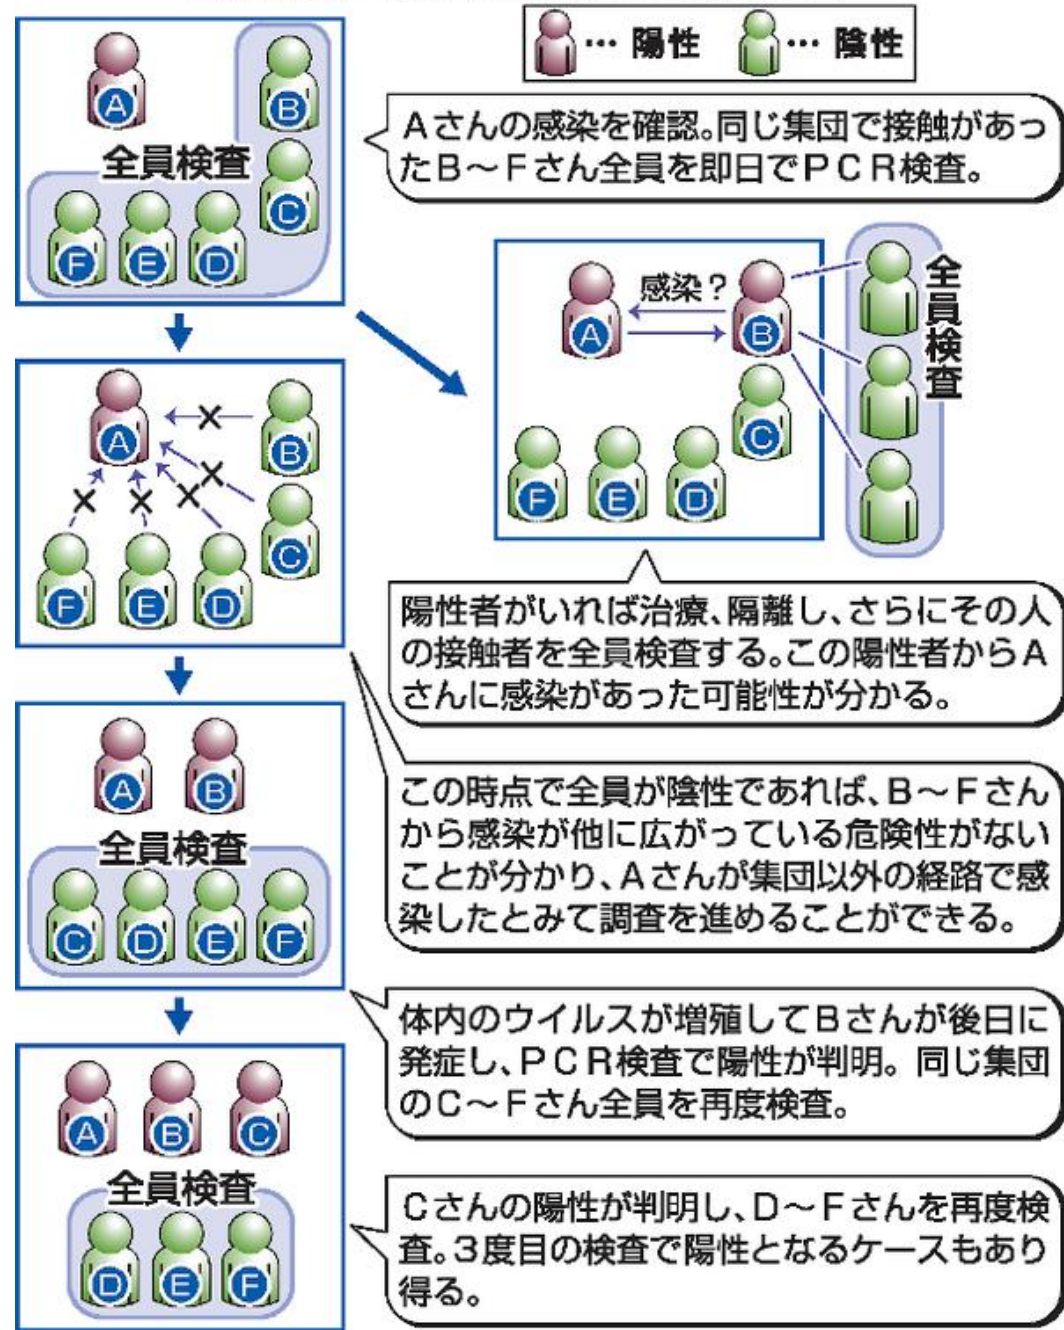 … 陽性 … 陰性
A
B
全員検査
C
F E D
Aさんの感染を確認。同じ集団で接触があっ
たB～Fさん全員を即日でPCR検査。
A 感染？ B
C
F E D
全員検査
A
B
C
F E D
陽性者がいれば治療、隔離し、さらにその人
の接触者を全員検査する。この陽性者からA
さんに感染があった可能性が分かる。
この時点で全員が陰性であれば、B～Fさん
から感染が他に広がっている危険性がない
ことが分かり、Aさんが集団以外の経路で感
染したとみて調査を進めることができる。
A B
全員検査
C D E F
体内のウイルスが増殖してBさんが後日に
発症し、PCR検査で陽性が判明。同じ集団
のC～Fさん全員を再度検査。
A B C
全員検査
D E F
Cさんの陽性が判明し、D～Fさんを再度検
査。3度目の検査で陽性となるケースもあり
得る。